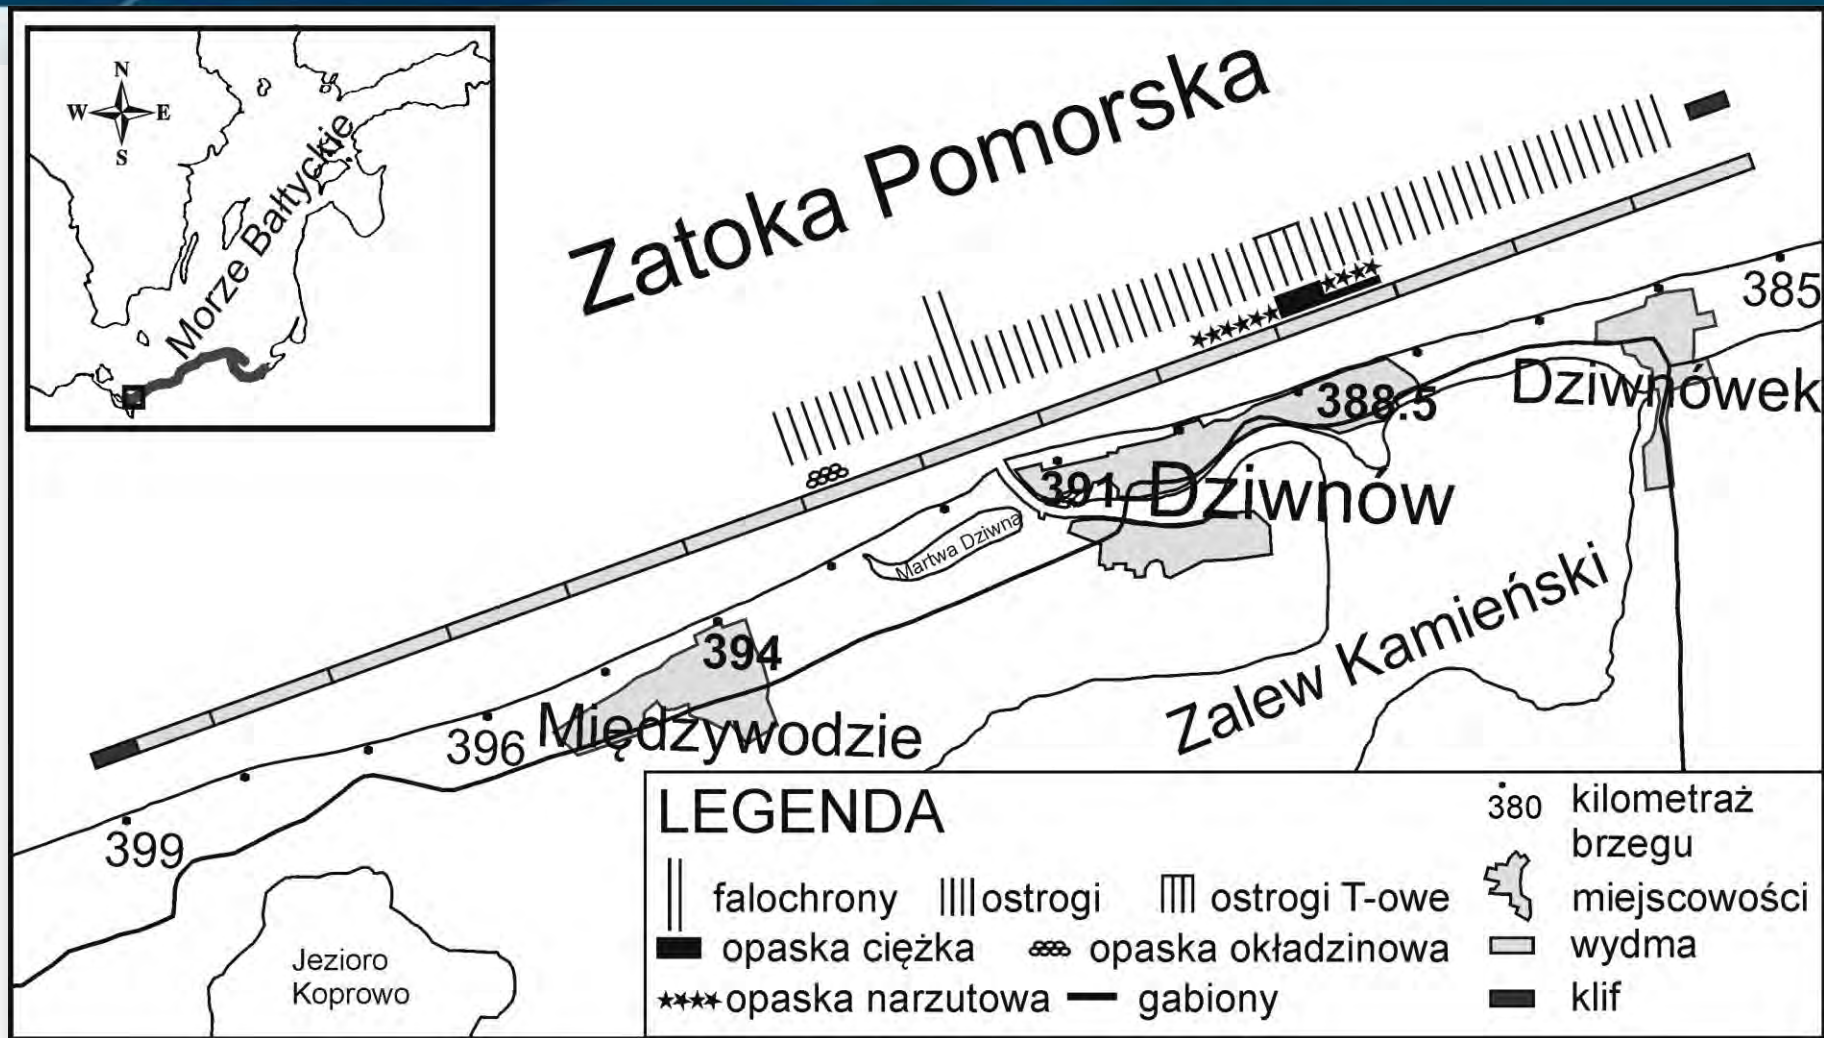 N
W E
S
Morze Bałtyckie
Zatoka Pomorska
385
Dziwnówek
388.5
391
Dziwnów
Martwa Dziwna
Zalew Kamieński
394
Międzywodzie
396
399
Jezioro
Koprowo
LEGENDA
falochrony
ostrogi
ostrogi T-owe
opaska ciężka
opaska okładzinowa
opaska narzutowa
gabiony
380 kilometraż
brzegu
miejscowości
wydma
klif